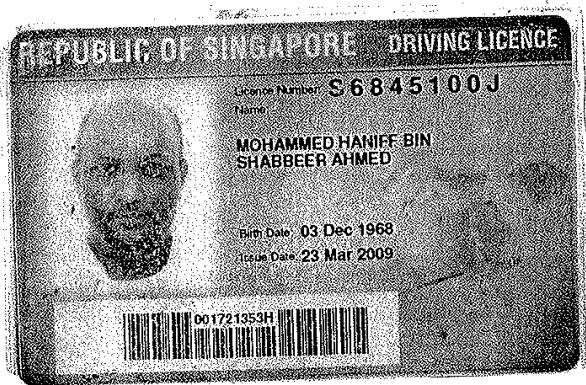 REPUBLIC OF SINGAPORE DRIVING LICENCE
Licence Number: S6845100J
Name:
MOHAMMED HANIFF BIN
SHABBEER AHMED
Birth Date: 03 Dec 1968
Issue Date: 23 Mar 2009
001721353H